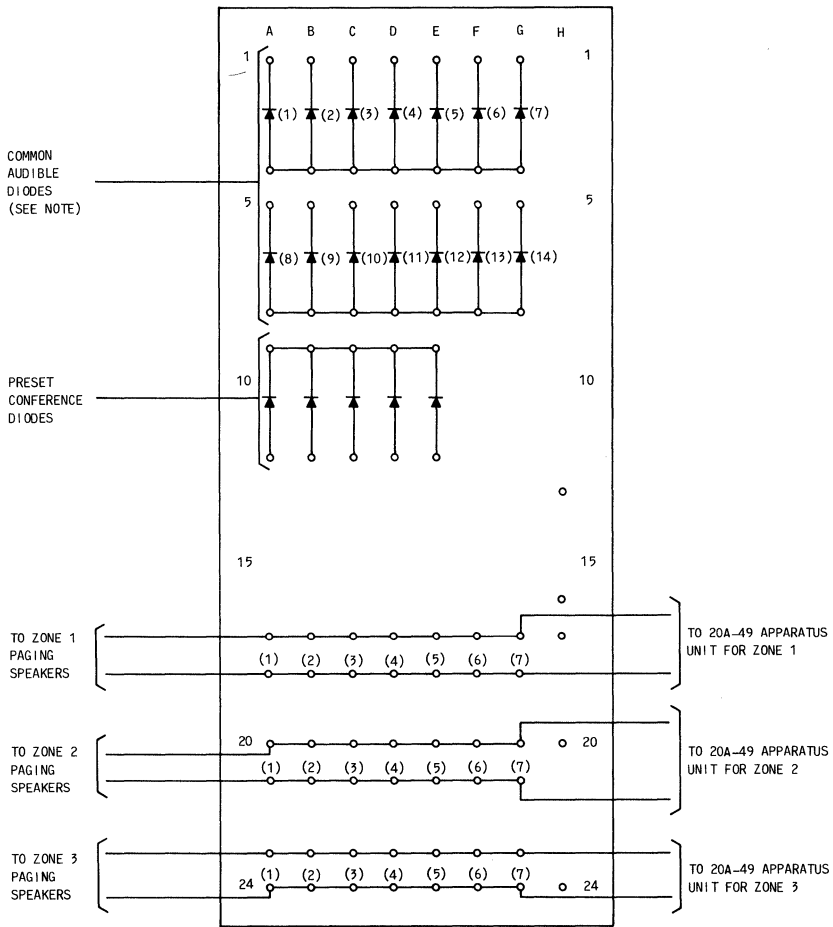 A B C D E F G H
1 1
(1) (2) (3) (4) (5) (6) (7)
COMMON
AUDIBLE
DIODES
(SEE NOTE)
5 5
(8) (9) (10) (11) (12) (13) (14)
PRESET
CONFERENCE
DIODES
10 10
15 15
TO ZONE 1
PAGING
SPEAKERS
(1) (2) (3) (4) (5) (6) (7)
TO 20A-49 APPARATUS
UNIT FOR ZONE 1
TO ZONE 2
PAGING
SPEAKERS
20 20
(1) (2) (3) (4) (5) (6) (7)
TO 20A-49 APPARATUS
UNIT FOR ZONE 2
TO ZONE 3
PAGING
SPEAKERS
24 (1) (2) (3) (4) (5) (6) (7) 24
TO 20A-49 APPARATUS
UNIT FOR ZONE 3